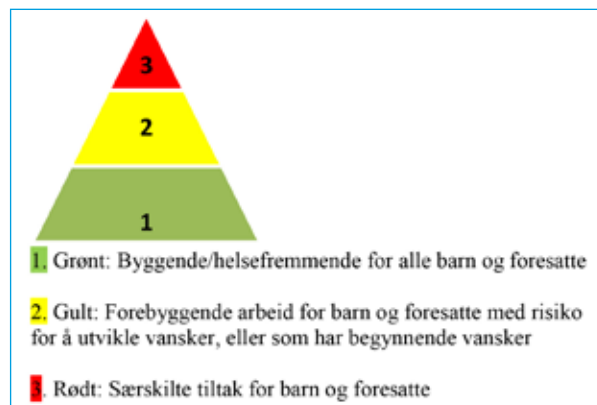 3
2
1
1. Grønt: Byggende/helsefremmende for alle barn og foresatte
2. Gult: Forebyggende arbeid for barn og foresatte med risiko
for å utvikle vansker, eller som har begynnende vansker
3. Rødt: Særskilte tiltak for barn og foresatte